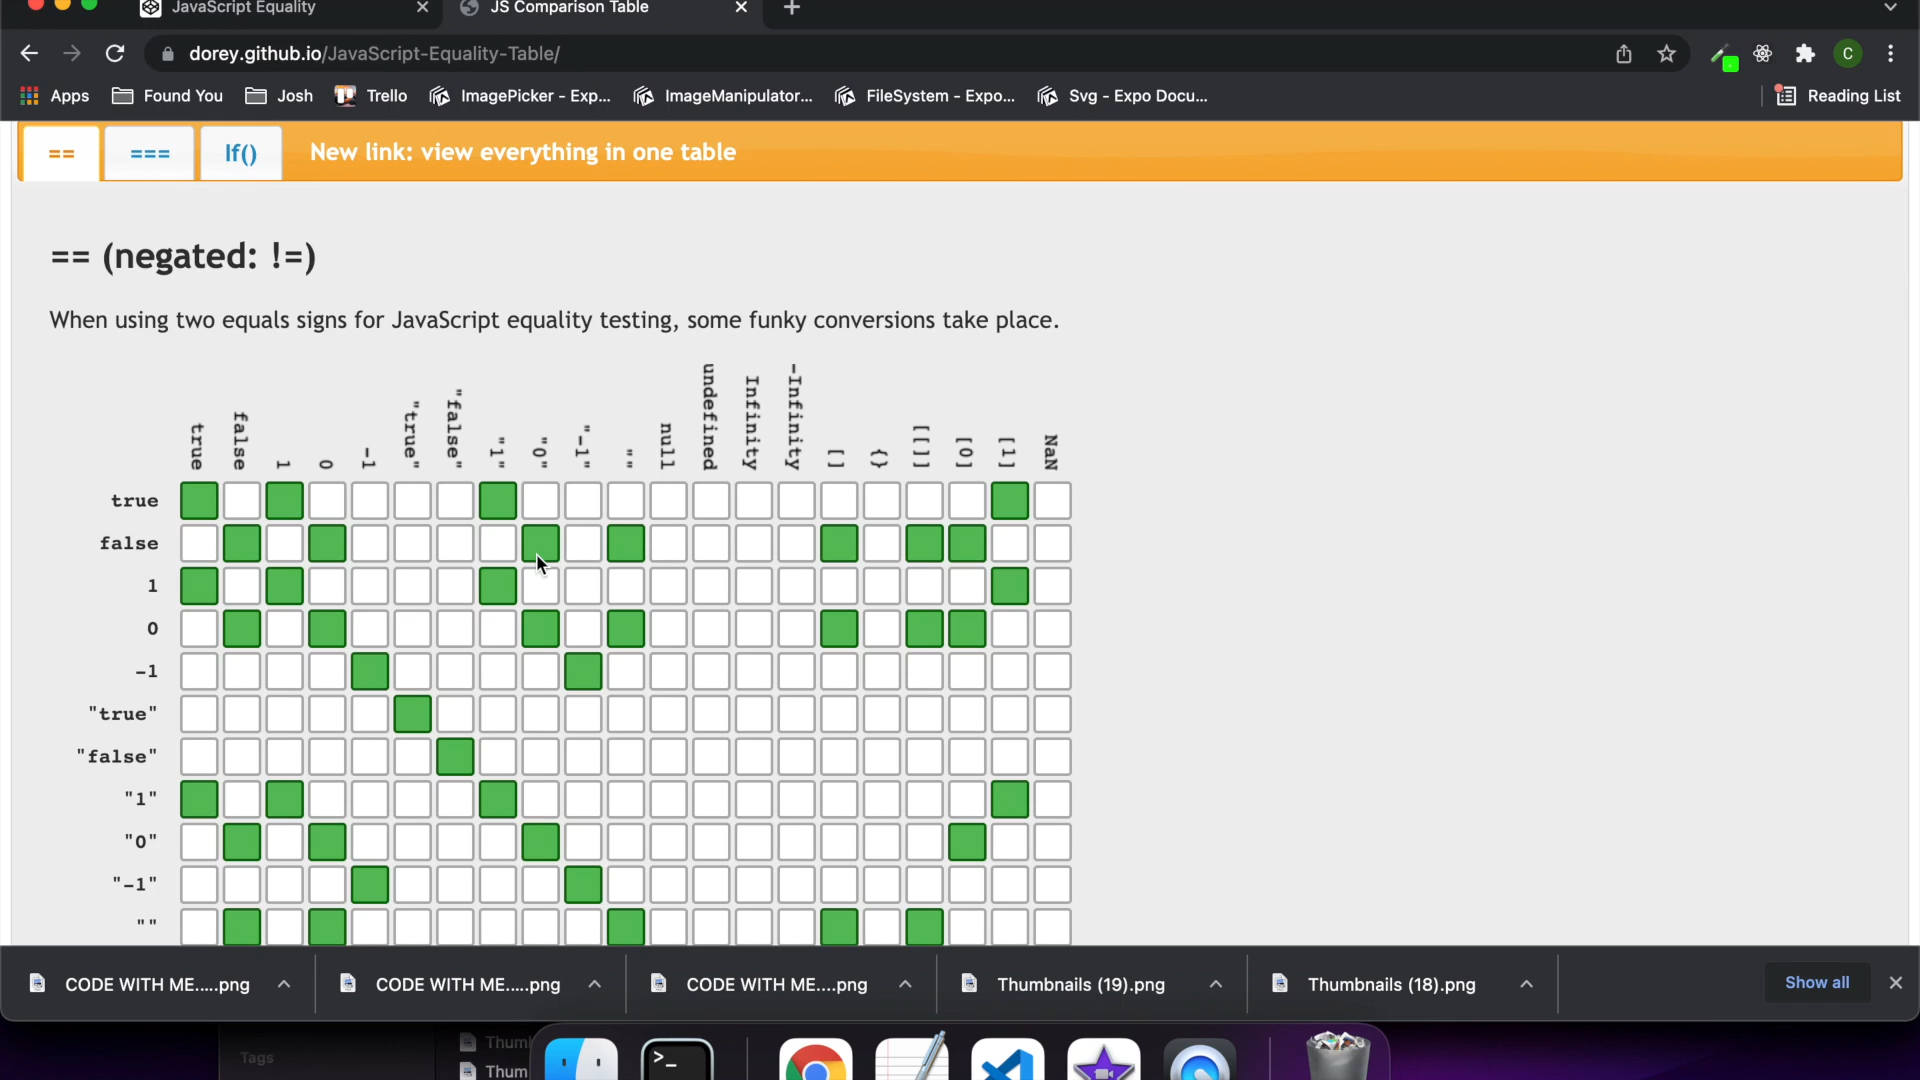 JavaScript Equality
JS Comparison Table
dorey.github.io/JavaScript-Equality-Table/
C
Apps
Found You
Josh
Trello
ImagePicker - Exp...
ImageManipulator...
FileSystem - Expo...
Svg - Expo Docu...
Reading List
==
===
If()
New link: view everything in one table
== (negated: !=)
When using two equals signs for JavaScript equality testing, some funky conversions take place.
true
false
1
0
-1
"true"
"false"
"1"
"0"
"-1"
""
null
undefined
Infinity
-Infinity
[]
{}
[[]]
[0]
[1]
NaN
true
false
1
0
-1
"true"
"false"
"1"
"0"
"-1"
""
CODE WITH ME.....png
CODE WITH ME.....png
CODE WITH ME....png
Thumbnails (19).png
Thumbnails (18).png
Show all
Tags